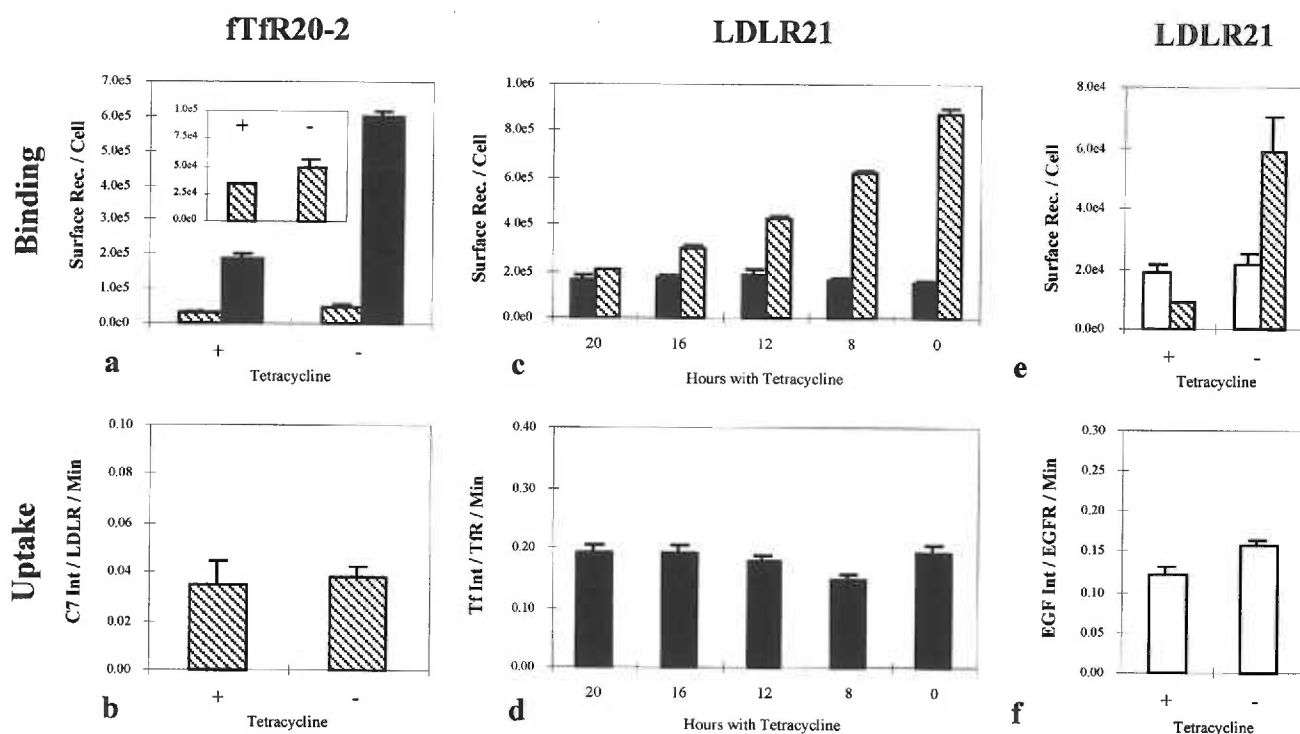 fTfR20-2
LDLR21
LDLR21
Binding
Surface Rec. / Cell
7.0e5
6.0e5
5.0e5
4.0e5
3.0e5
2.0e5
1.0e5
0.0e0
1.0e5
7.5e4
5.0e4
2.5e4
0.0e0
+ -
+ -
a
Tetracycline
Surface Rec. / Cell
1.0e6
8.0e5
6.0e5
4.0e5
2.0e5
0.0e0
20 16 12 8 0
c
Hours with Tetracycline
Surface Rec. / Cell
8.0e4
6.0e4
4.0e4
2.0e4
0.0e0
+ -
e
Tetracycline
Uptake
C7 Int / LDLR / Min
0.10
0.08
0.06
0.04
0.02
0.00
+ -
b
Tetracycline
Tf Int / TfR / Min
0.40
0.30
0.20
0.10
0.00
20 16 12 8 0
d
Hours with Tetracycline
EGF Int / EGFR / Min
0.30
0.25
0.20
0.15
0.10
0.05
0.00
+ -
f
Tetracycline